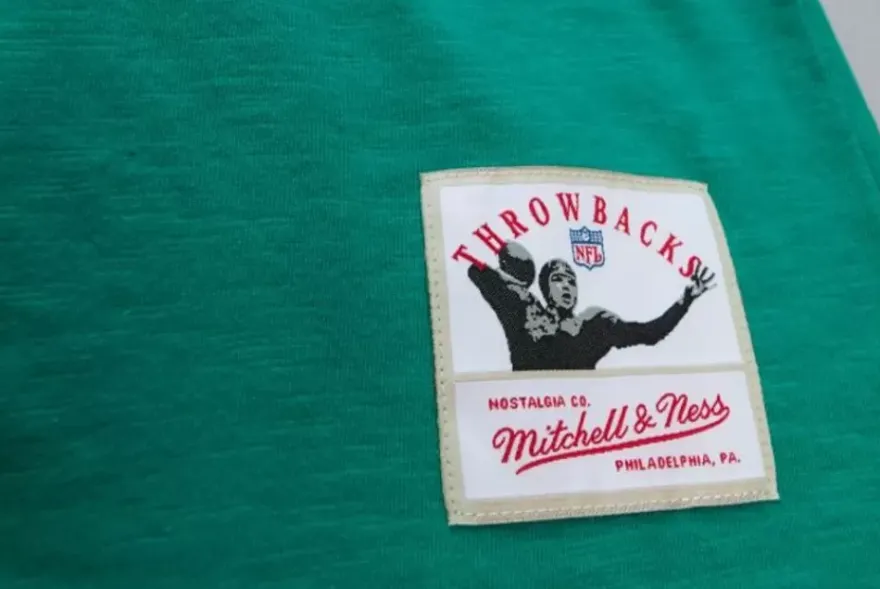 THROWBACKS
NFL
NOSTALGIA CO.
Mitchell & Ness
PHILADELPHIA, PA.